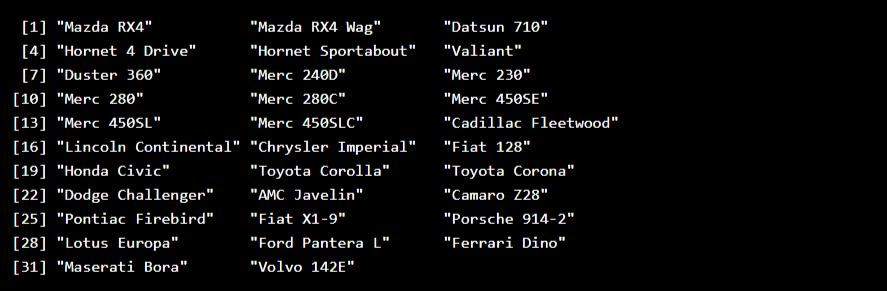 [1] "Mazda RX4" "Mazda RX4 Wag" "Datsun 710"
[4] "Hornet 4 Drive" "Hornet Sportabout" "Valiant"
[7] "Duster 360" "Merc 240D" "Merc 230"
[10] "Merc 280" "Merc 280C" "Merc 450SE"
[13] "Merc 450SL" "Merc 450SLC" "Cadillac Fleetwood"
[16] "Lincoln Continental" "Chrysler Imperial" "Fiat 128"
[19] "Honda Civic" "Toyota Corolla" "Toyota Corona"
[22] "Dodge Challenger" "AMC Javelin" "Camaro Z28"
[25] "Pontiac Firebird" "Fiat X1-9" "Porsche 914-2"
[28] "Lotus Europa" "Ford Pantera L" "Ferrari Dino"
[31] "Maserati Bora" "Volvo 142E"